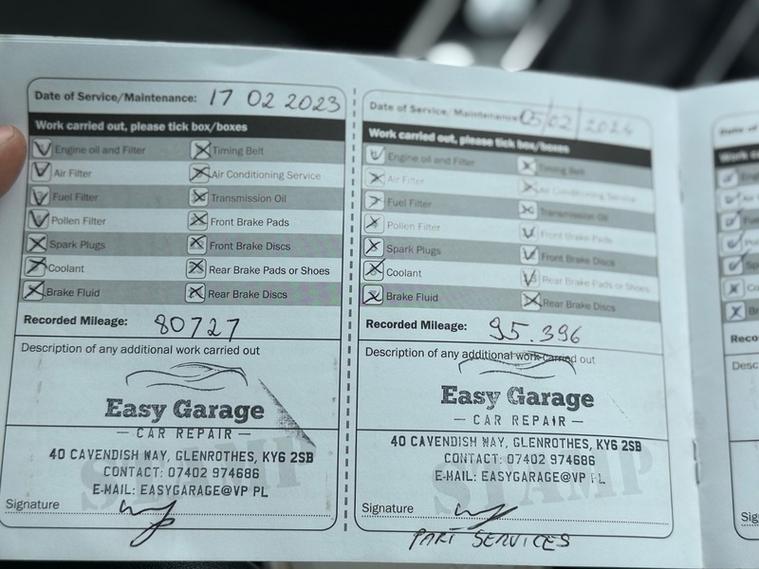 Date of Service/Maintenance: 17 02 2023
Work carried out, please tick box/boxes
Engine oil and Filter Timing Belt
Air Filter Air Conditioning Service
Fuel Filter Transmission Oil
Pollen Filter Front Brake Pads
Spark Plugs Front Brake Discs
Coolant Rear Brake Pads or Shoes
Brake Fluid Rear Brake Discs
Recorded Mileage: 80727
Description of any additional work carried out
Easy Garage
— CAR REPAIR —
40 CAVENDISH WAY, GLENROTHES, KY6 2SB
CONTACT: 07402 974686
E-MAIL: EASYGARAGE@VP PL
STAMP
Signature
Date of Service/Maintenance: 05/02/2024
Work carried out, please tick box/boxes
Engine oil and Filter Timing Belt
Air Filter Air Conditioning Service
Fuel Filter Transmission Oil
Pollen Filter Front Brake Pads
Spark Plugs Front Brake Discs
Coolant Rear Brake Pads or Shoes
Brake Fluid Rear Brake Discs
Recorded Mileage: 95.396
Description of any additional work carried out
Easy Garage
— CAR REPAIR —
40 CAVENDISH WAY, GLENROTHES, KY6 2SB
CONTACT: 07402 974686
E-MAIL: EASYGARAGE@VP PL
STAMP
Signature
PART SERVICES